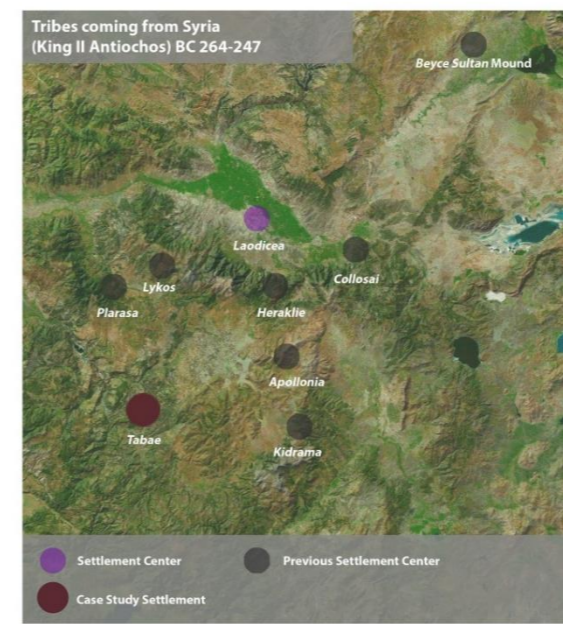 Tribes coming from Syria
(King II Antiochos) BC 264-247
Beyce Sultan Mound
Laodicea
Collosai
Lykos
Plarasa
Heraklie
Apollonia
Tabae
Kidrama
Settlement Center
Previous Settlement Center
Case Study Settlement